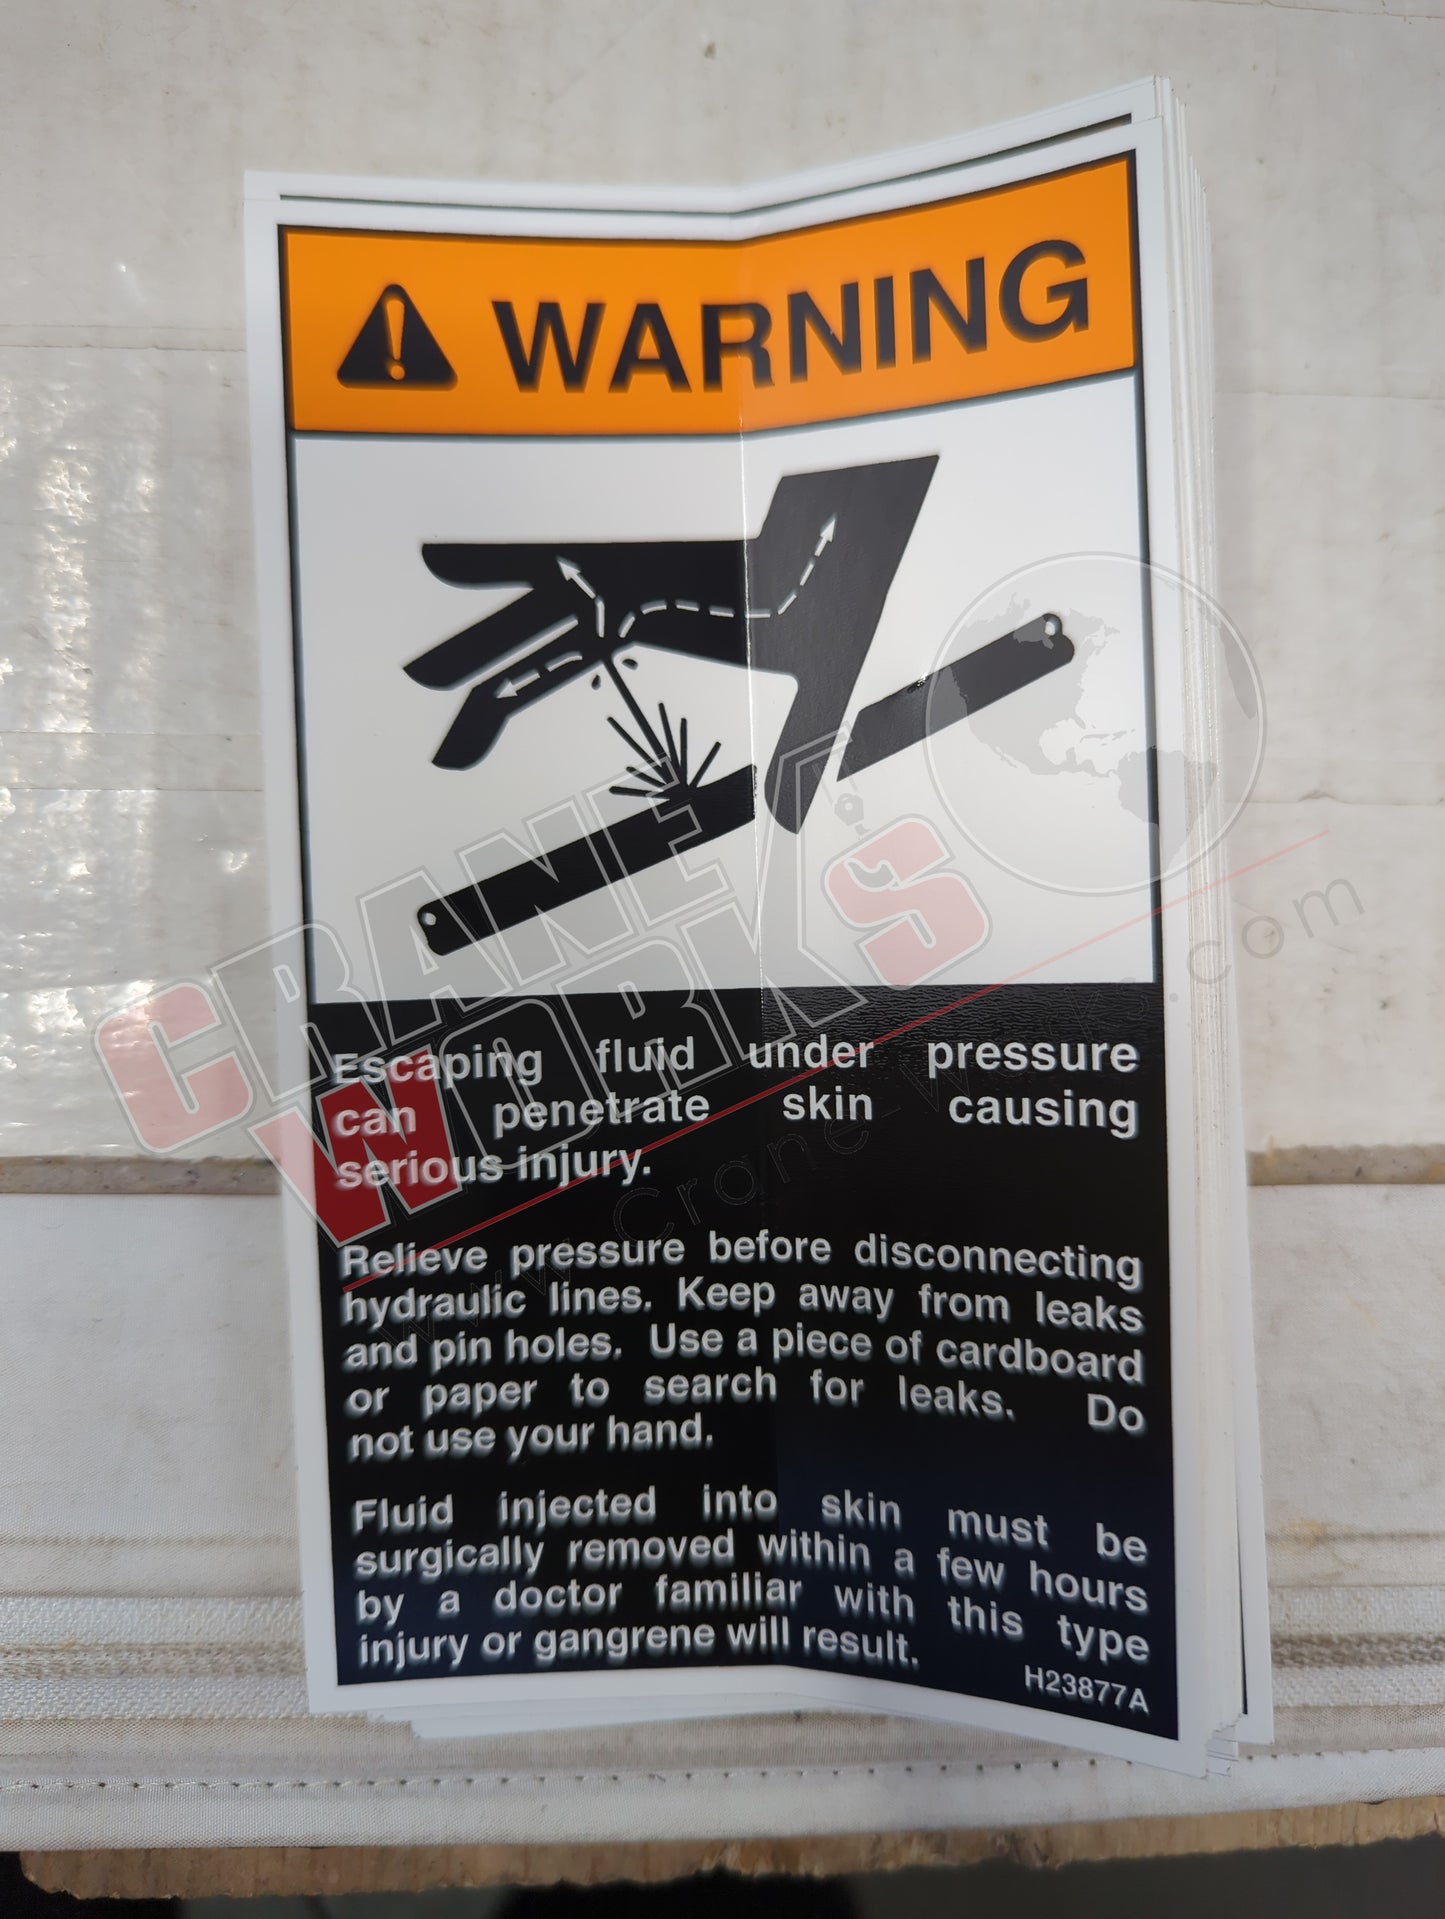 WARNING
Escaping fluid under pressure
can penetrate skin causing
serious injury.
Relieve pressure before disconnecting
hydraulic lines. Keep away from leaks
and pin holes. Use a piece of cardboard
or paper to search for leaks. Do
not use your hand.
Fluid injected into skin must be
surgically removed within a few hours
by a doctor familiar with this type
injury or gangrene will result.
H23877A
CRANE
WORKS
www.CraneWorks.com